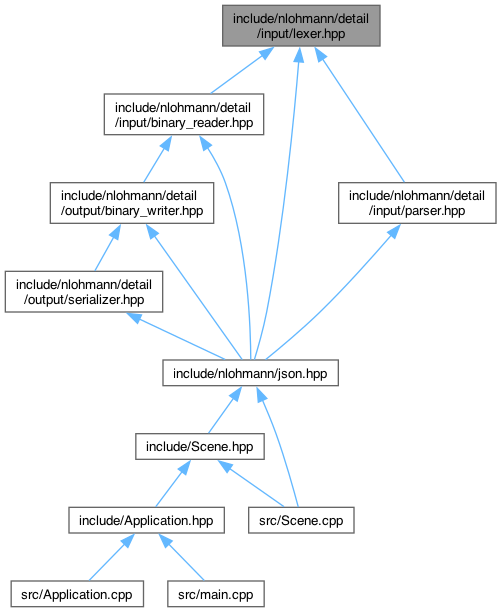 include/nlohmann/detail
/input/lexer.hpp
include/nlohmann/detail
/input/binary_reader.hpp
include/nlohmann/detail
/output/binary_writer.hpp
include/nlohmann/detail
/input/parser.hpp
include/nlohmann/detail
/output/serializer.hpp
include/nlohmann/json.hpp
include/Scene.hpp
include/Application.hpp
src/Scene.cpp
src/Application.cpp
src/main.cpp